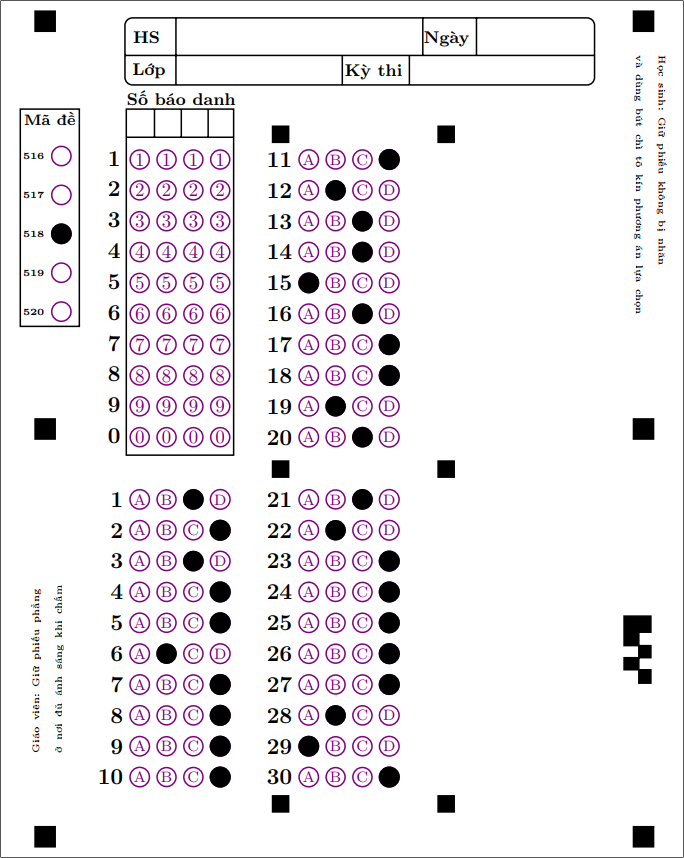 HS
Ngày
Lớp
Kỳ thi
Số báo danh
Mã đề
516
517
518
519
520
1 1 1 1 1
2 2 2 2 2
3 3 3 3 3
4 4 4 4 4
5 5 5 5 5
6 6 6 6 6
7 7 7 7 7
8 8 8 8 8
9 9 9 9 9
0 0 0 0 0
11 A B C
12 A C D
13 A B D
14 A B D
15 B C D
16 A B D
17 A B C
18 A B C
19 A C D
20 A B D
Học sinh: Giữ phiếu không bị nhăn
và dùng bút chì tô kín phương án lựa chọn
1 A B D
2 A B C
3 A B D
4 A B C
5 A B C
6 A C D
7 A B C
8 A B C
9 A B C
10 A B C
21 A B D
22 A C D
23 A B C
24 A B C
25 A B C
26 A B C
27 A B C
28 A C D
29 B C D
30 A B C
Giáo viên: Giữ phiếu phẳng
ở nơi đủ ánh sáng khi chấm